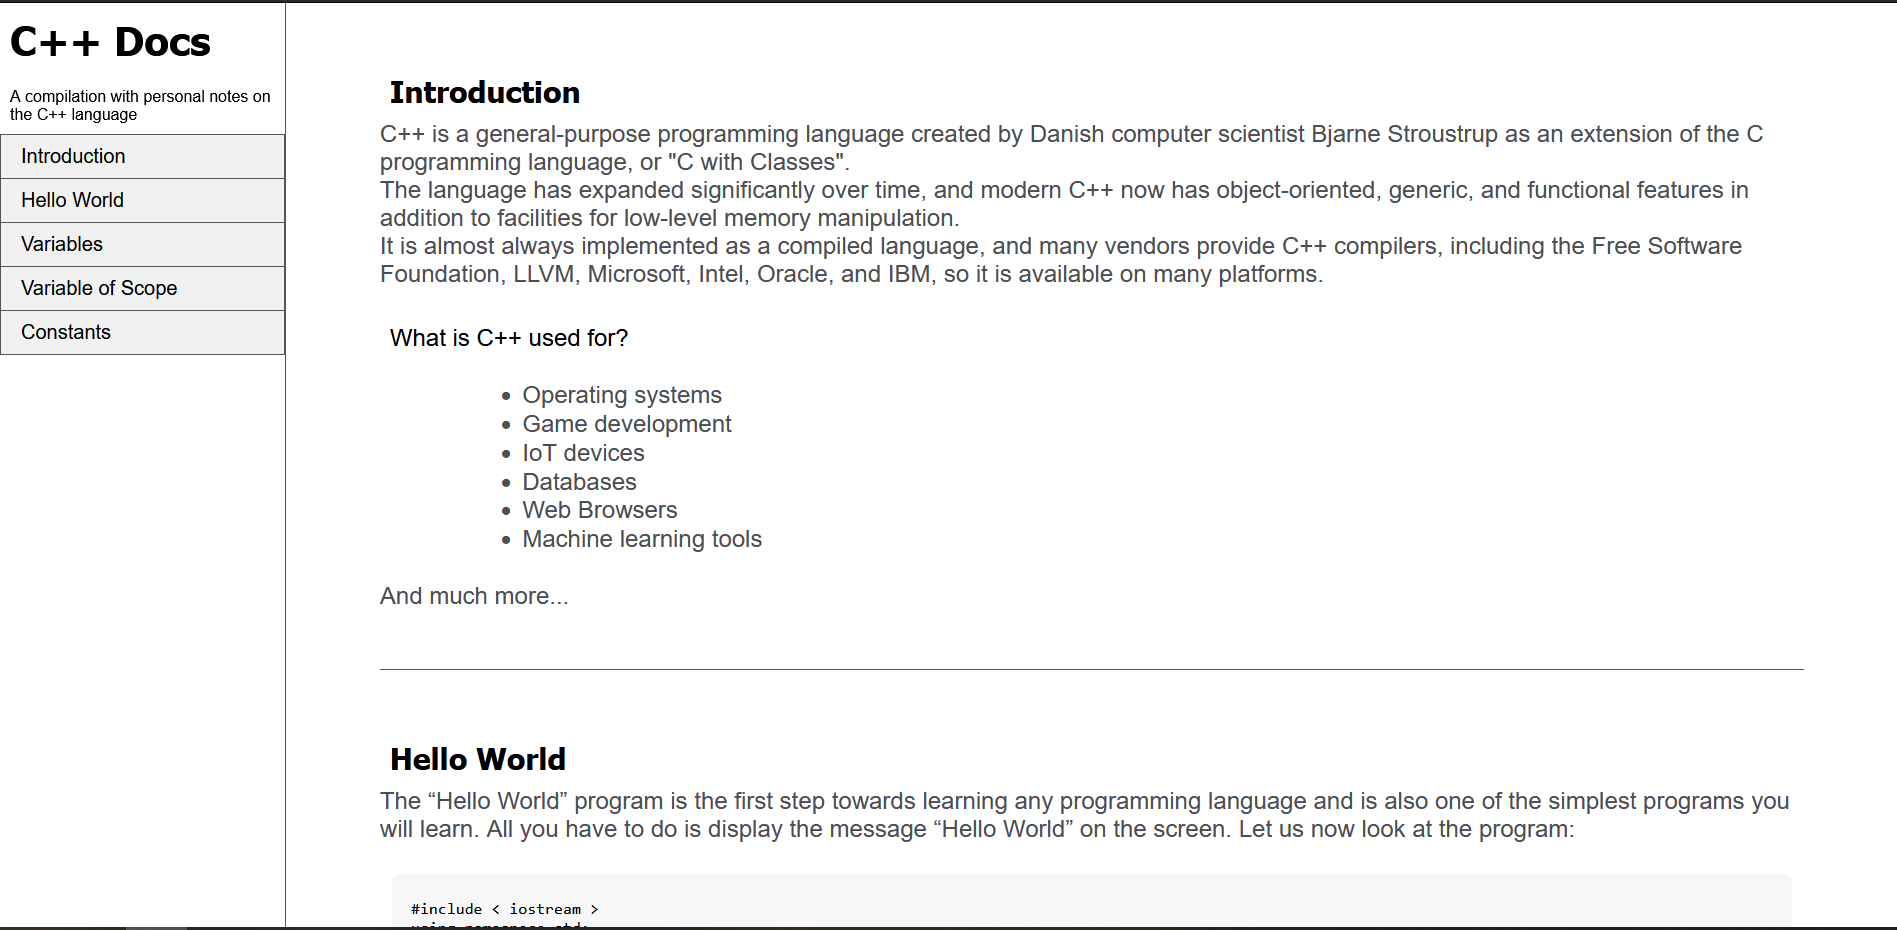 C++ Docs
A compilation with personal notes on
the C++ language
Introduction
Hello World
Variables
Variable of Scope
Constants
Introduction
C++ is a general-purpose programming language created by Danish computer scientist Bjarne Stroustrup as an extension of the C
programming language, or "C with Classes".
The language has expanded significantly over time, and modern C++ now has object-oriented, generic, and functional features in
addition to facilities for low-level memory manipulation.
It is almost always implemented as a compiled language, and many vendors provide C++ compilers, including the Free Software
Foundation, LLVM, Microsoft, Intel, Oracle, and IBM, so it is available on many platforms.
What is C++ used for?
• Operating systems
• Game development
• IoT devices
• Databases
• Web Browsers
• Machine learning tools
And much more...
Hello World
The “Hello World” program is the first step towards learning any programming language and is also one of the simplest programs you
will learn. All you have to do is display the message “Hello World” on the screen. Let us now look at the program:
#include < iostream >
using namespace std;